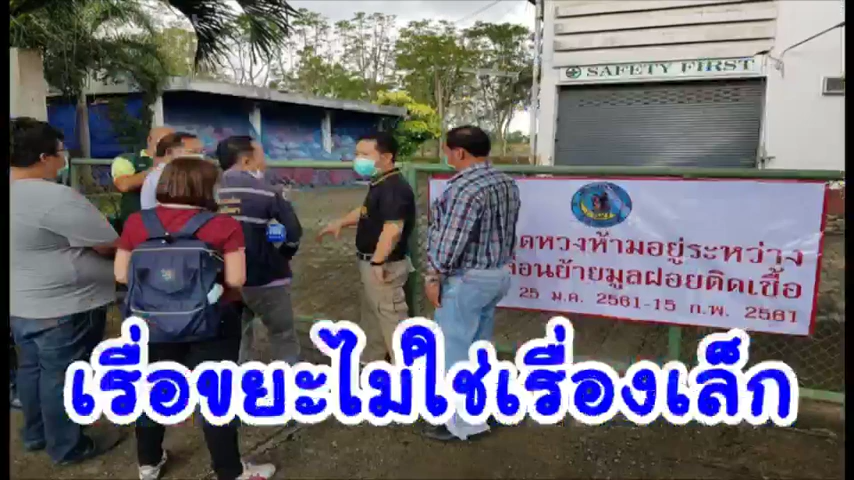 SAFETY FIRST
ดหวงห้ามอยู่ระหว่าง
อนย้ายมูลฝอยติดเชื้อ
25 ม.ค. 2561-15 ก.พ. 2561
เรื่อขยะไม่ใช่เรื่องเล็ก